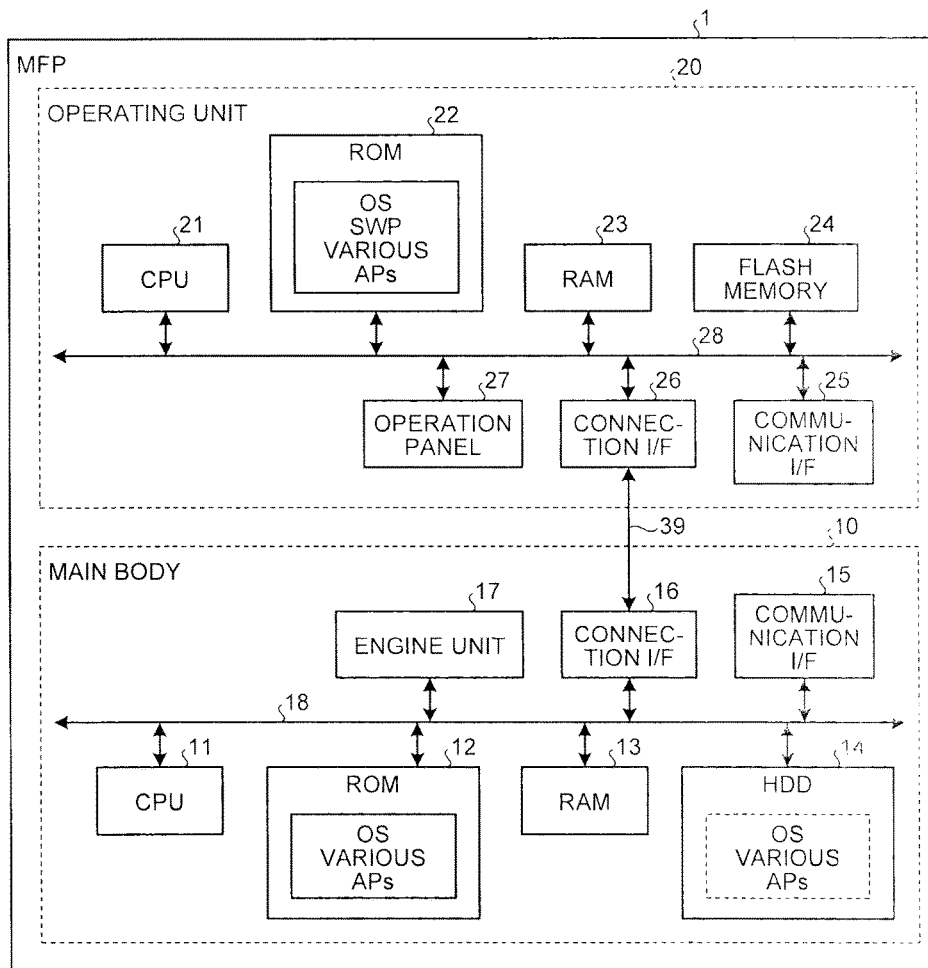 1
MFP
20
OPERATING UNIT
22
ROM
OS
SWP
VARIOUS
APs
21
CPU
23
RAM
24
FLASH
MEMORY
28
27
OPERATION
PANEL
26
CONNEC-
TION I/F
25
COMMU-
NICATION
I/F
39
10
MAIN BODY
17
ENGINE UNIT
16
CONNEC-
TION I/F
15
COMMU-
NICATION
I/F
18
11
CPU
12
ROM
OS
VARIOUS
APs
13
RAM
14
HDD
OS
VARIOUS
APs